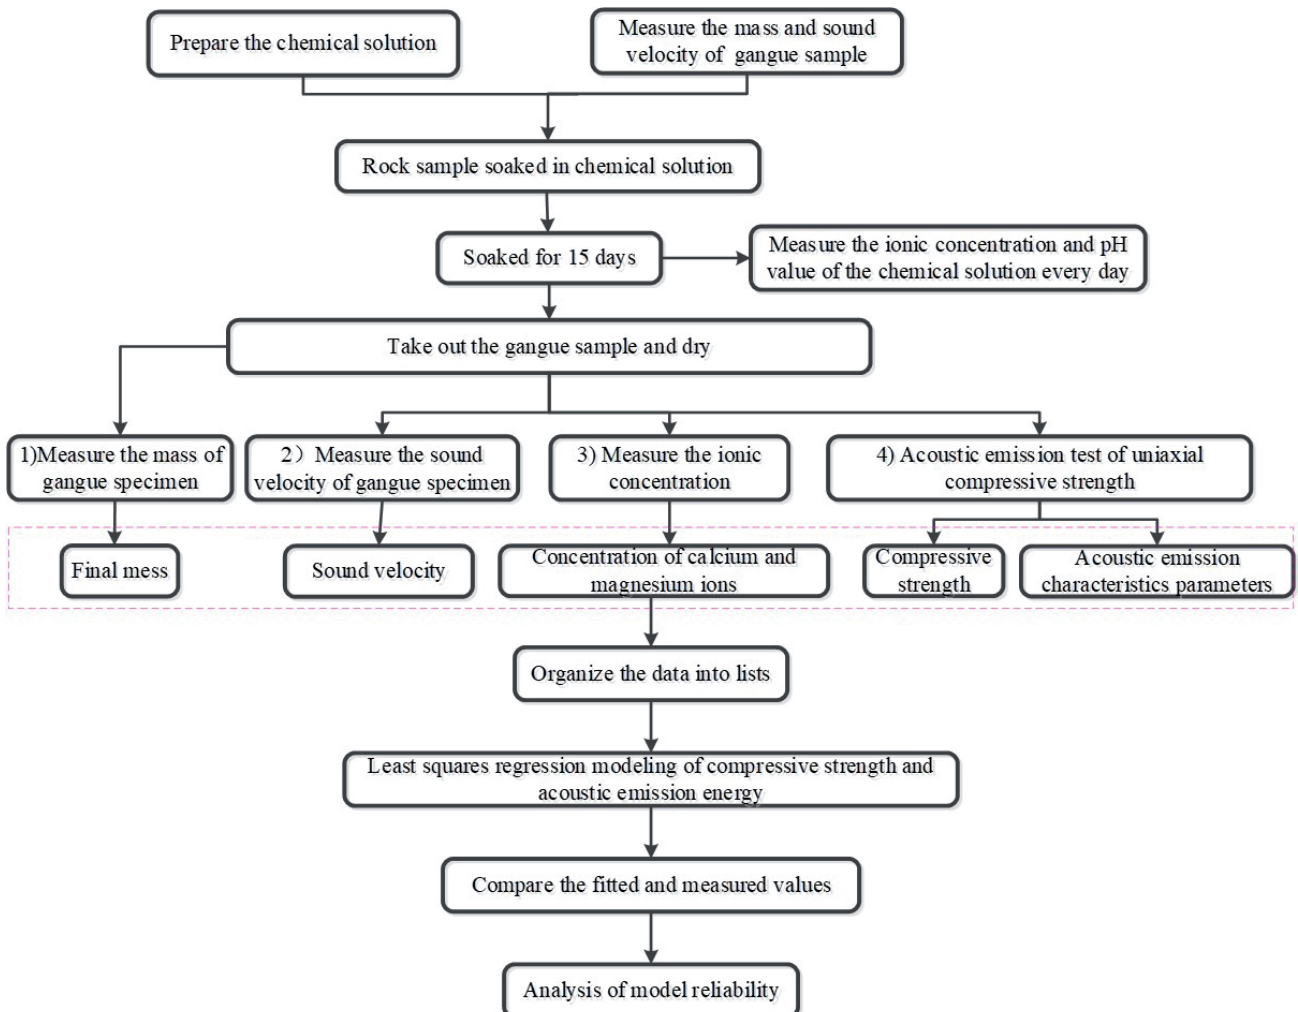 Prepare the chemical solution
Measure the mass and sound
velocity of gangue sample
Rock sample soaked in chemical solution
Soaked for 15 days
Measure the ionic concentration and pH
value of the chemical solution every day
Take out the gangue sample and dry
1)Measure the mass of
gangue specimen
2）Measure the sound
velocity of gangue specimen
3) Measure the ionic
concentration
4) Acoustic emission test of uniaxial
compressive strength
Final mess
Sound velocity
Concentration of calcium and
magnesium ions
Compressive
strength
Acoustic emission
characteristics parameters
Organize the data into lists
Least squares regression modeling of compressive strength and
acoustic emission energy
Compare the fitted and measured values
Analysis of model reliability